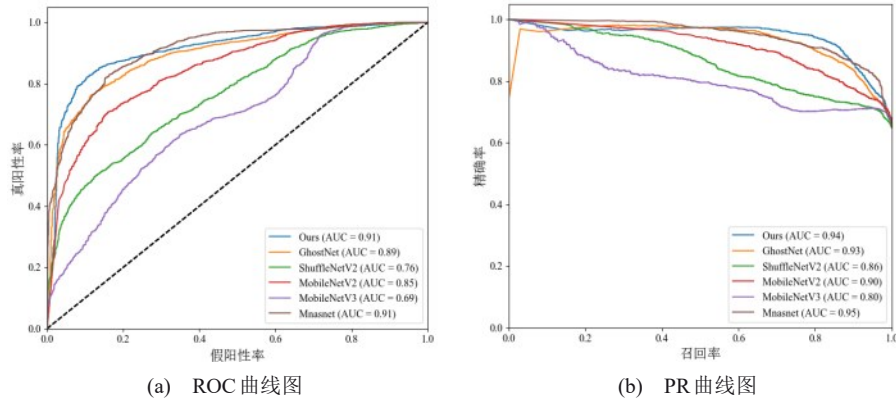 1.0
0.8
0.6
0.4
0.2
0.0
真阳性率
Ours (AUC = 0.91)
GhostNet (AUC = 0.89)
ShuffleNetV2 (AUC = 0.76)
MobileNetV2 (AUC = 0.85)
MobileNetV3 (AUC = 0.69)
Mnasnet (AUC = 0.91)
0.0 0.2 0.4 0.6 0.8 1.0
假阳性率
(a) ROC 曲线图
1.0
0.8
0.6
0.4
0.2
0.0
精确率
Ours (AUC = 0.94)
GhostNet (AUC = 0.93)
ShuffleNetV2 (AUC = 0.86)
MobileNetV2 (AUC = 0.90)
MobileNetV3 (AUC = 0.80)
Mnasnet (AUC = 0.95)
0.0 0.2 0.4 0.6 0.8 1.0
召回率
(b) PR 曲线图